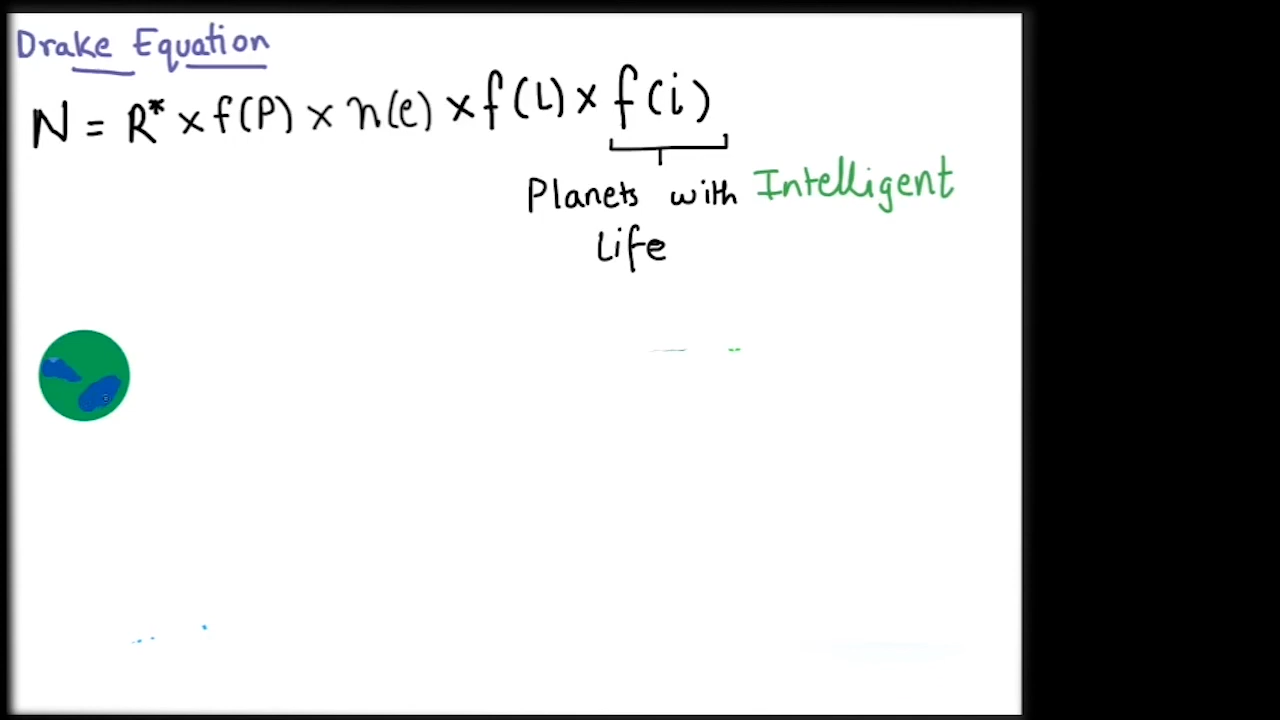 Drake Equation
N = R* × f(P) × n(e) × f(L) × f(i)
Planets with Intelligent
Life